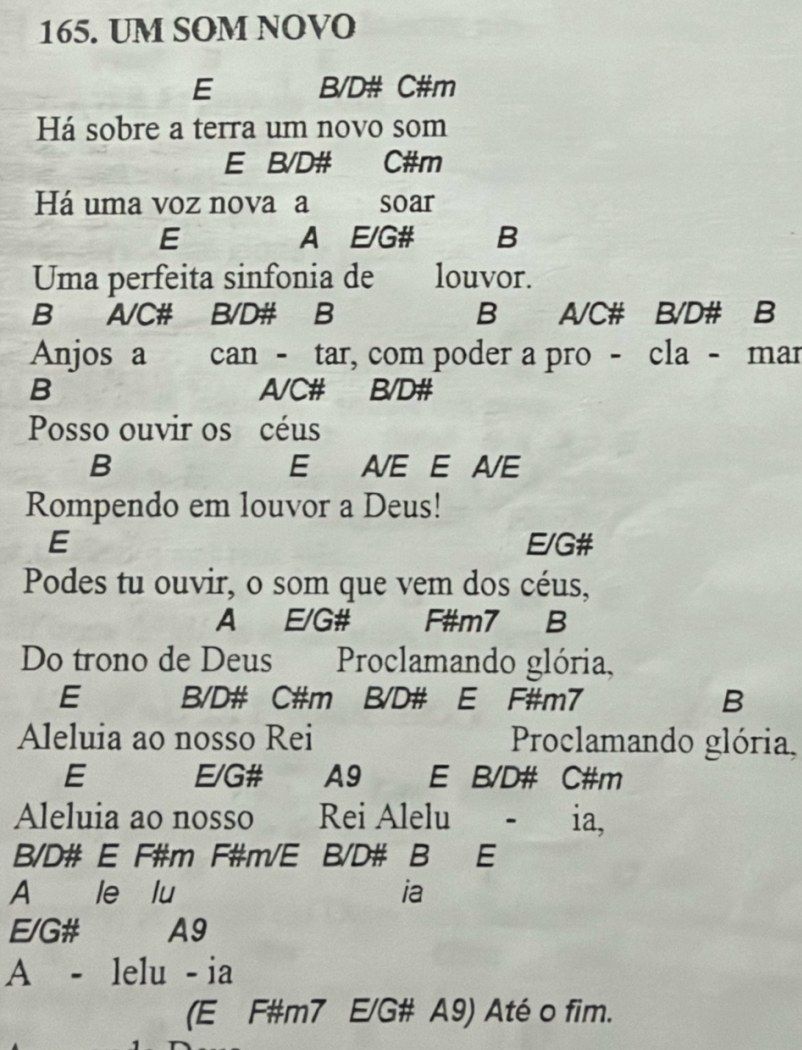 165. UM SOM NOVO
E B/D# C#m
Há sobre a terra um novo som
E B/D# C#m
Há uma voz nova a soar
E A E/G# B
Uma perfeita sinfonia de louvor.
B A/C# B/D# B B A/C# B/D# B
Anjos a can - tar, com poder a pro - cla - mar
B A/C# B/D#
Posso ouvir os céus
B E A/E E A/E
Rompendo em louvor a Deus!
E E/G#
Podes tu ouvir, o som que vem dos céus,
A E/G# F#m7 B
Do trono de Deus Proclamando glória,
E B/D# C#m B/D# E F#m7 B
Aleluia ao nosso Rei Proclamando glória,
E E/G# A9 E B/D# C#m
Aleluia ao nosso Rei Alelu - ia,
B/D# E F#m F#m/E B/D# B E
A le lu ia
E/G# A9
A - lelu - ia
(E F#m7 E/G# A9) Até o fim.